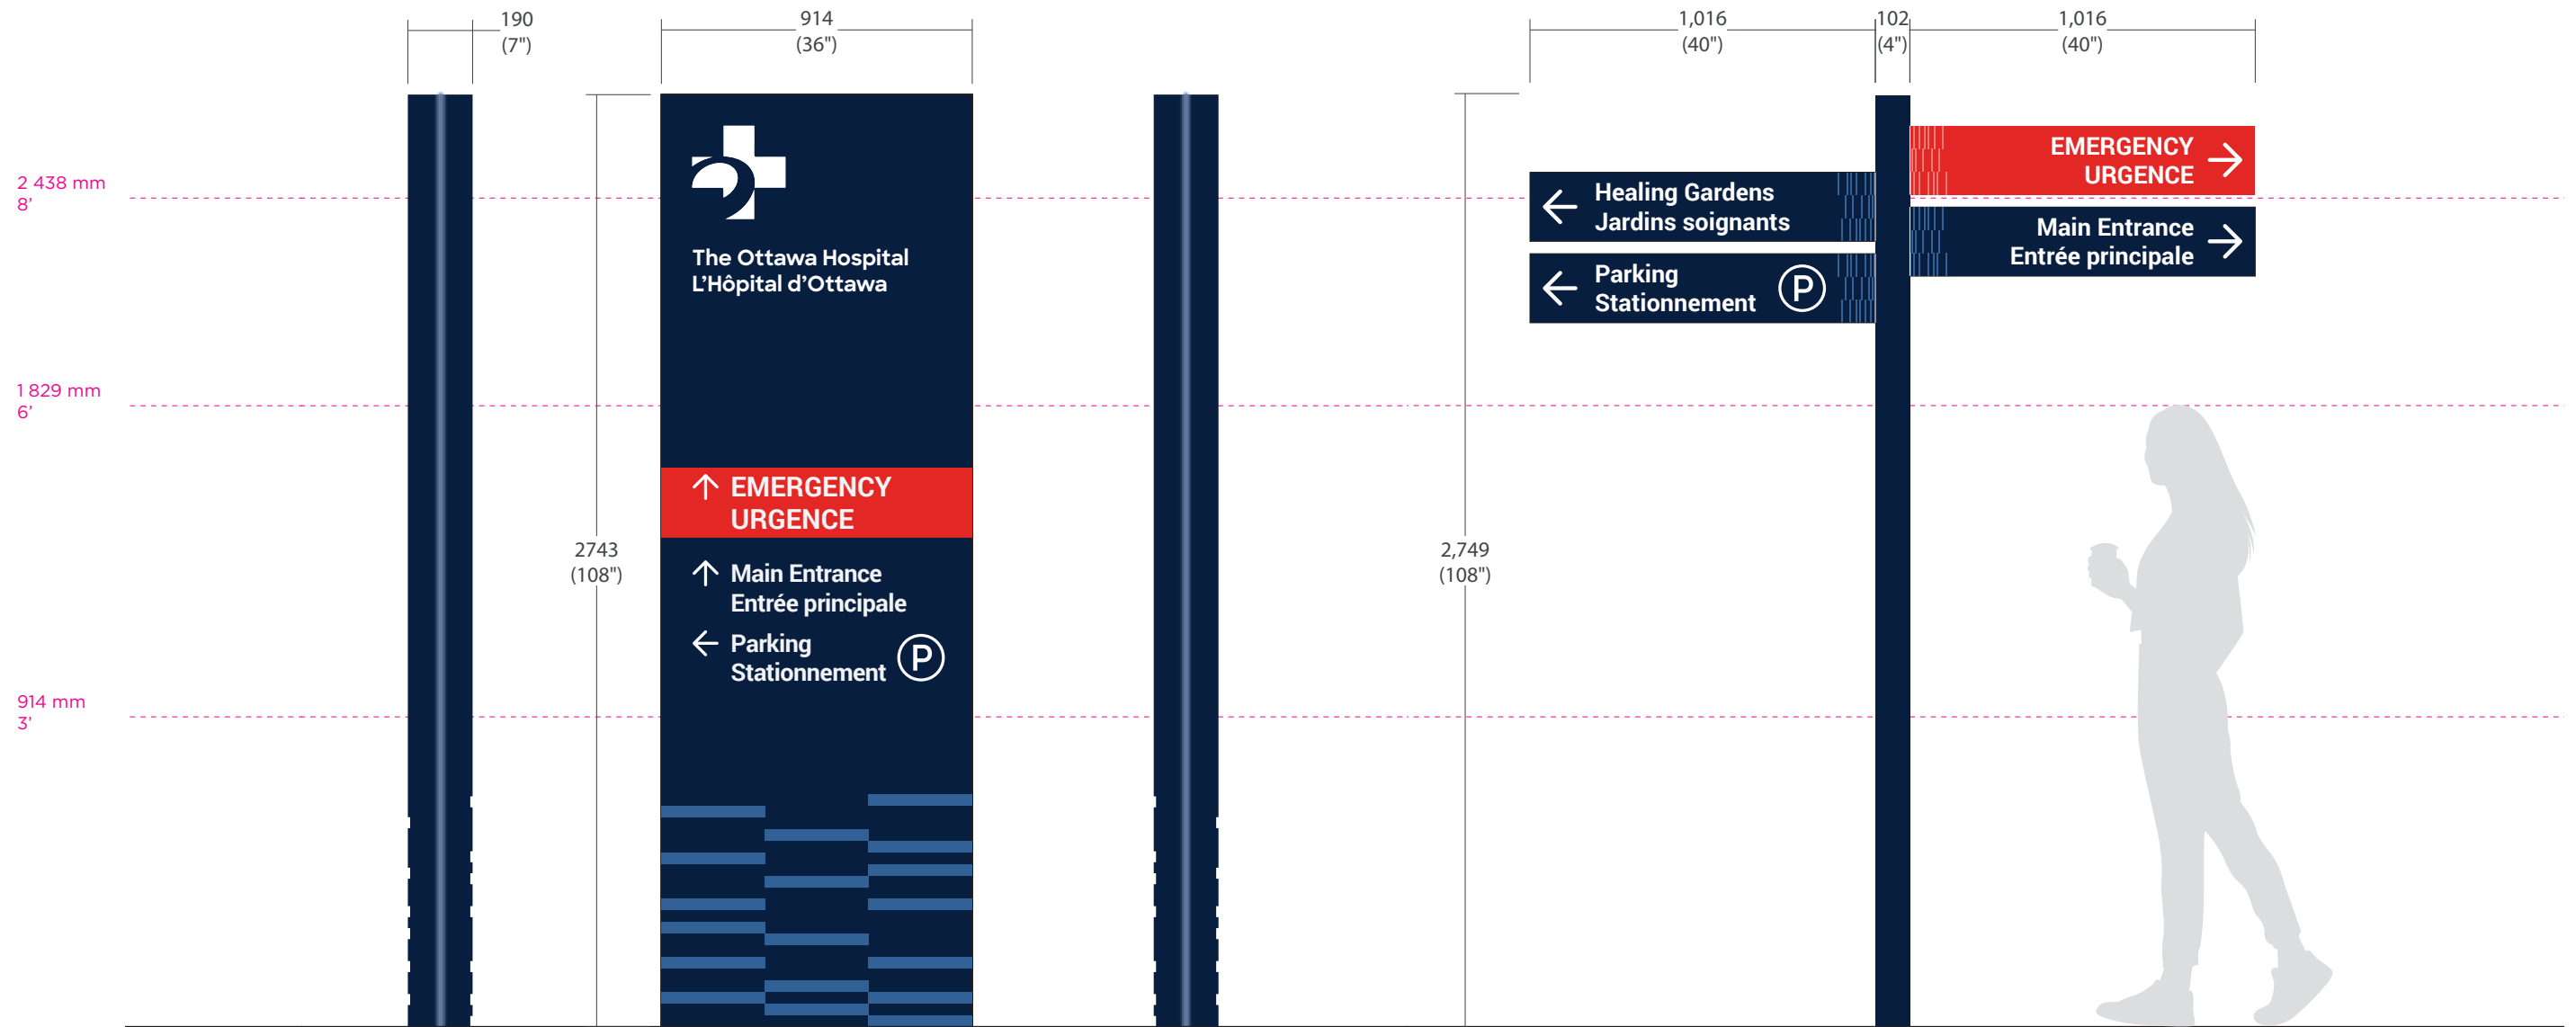 190
(7")
914
(36")
1,016
(40")
102
(4")
1,016
(40")
2 438 mm
8’
1 829 mm
6’
914 mm
3’
2743
(108")
The Ottawa Hospital
L’Hôpital d’Ottawa
EMERGENCY
URGENCE
Main Entrance
Entrée principale
Parking
Stationnement
P
2,749
(108")
Healing Gardens
Jardins soignants
Parking
Stationnement
P
EMERGENCY
URGENCE
Main Entrance
Entrée principale